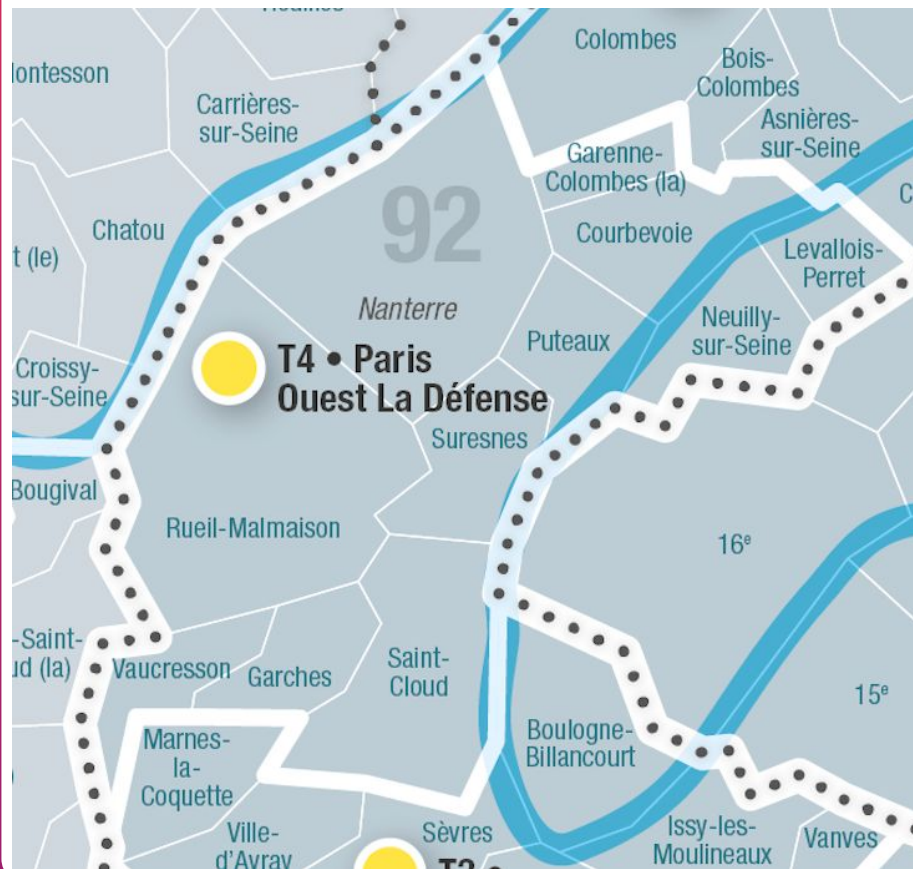 Colombes
Bois-
Colombes
ontesson
Carrières-
sur-Seine
Asnières-
sur-Seine
Garenne-
Colombes (la)
92
Chatou
Courbevoie
t (le)
Levallois-
Perret
Nanterre
Neuilly-
sur-Seine
Puteaux
T4 • Paris
Ouest La Défense
Croissy-
sur-Seine
Suresnes
Bougival
Rueil-Malmaison
16e
-Saint-
ud (la)
Vaucresson
Garches
Saint-
Cloud
15e
Boulogne-
Billancourt
Marnes-
la-
Coquette
Ville-
d'Avray
Sèvres
Issy-les-
Moulineaux
Vanves
T3 •